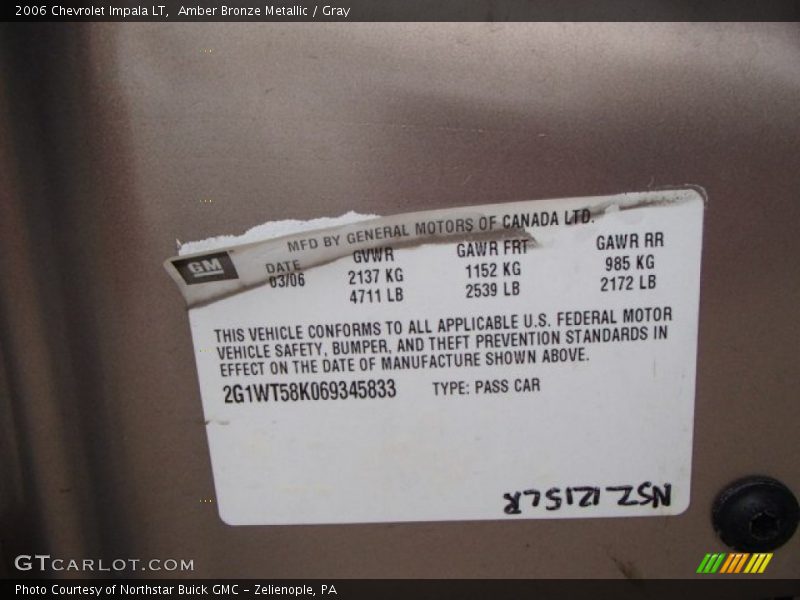 2006 Chevrolet Impala LT, Amber Bronze Metallic / Gray
MFD BY GENERAL MOTORS OF CANADA LTD.
GM DATE GVWR GAWR FRT GAWR RR
03/06 2137 KG 1152 KG 985 KG
4711 LB 2539 LB 2172 LB
THIS VEHICLE CONFORMS TO ALL APPLICABLE U.S. FEDERAL MOTOR
VEHICLE SAFETY, BUMPER, AND THEFT PREVENTION STANDARDS IN
EFFECT ON THE DATE OF MANUFACTURE SHOWN ABOVE.
2G1WT58K069345833 TYPE: PASS CAR
GTCARLOT.COM
Photo Courtesy of Northstar Buick GMC - Zelienople, PA